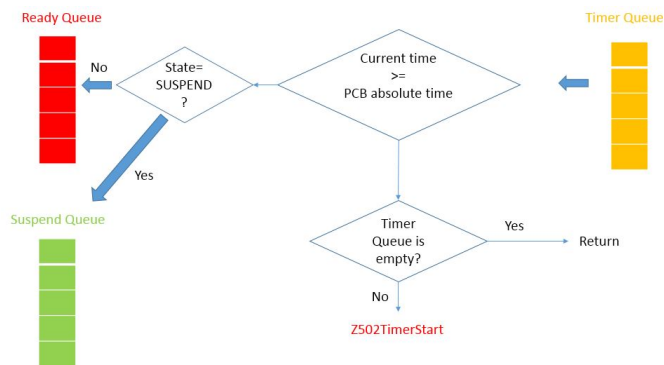 Ready Queue
Timer Queue
No
State=
SUSPEND
?
Current time
>=
PCB absolute time
Yes
Suspend Queue
Timer
Queue is
empty?
Yes
Return
No
Z502TimerStart